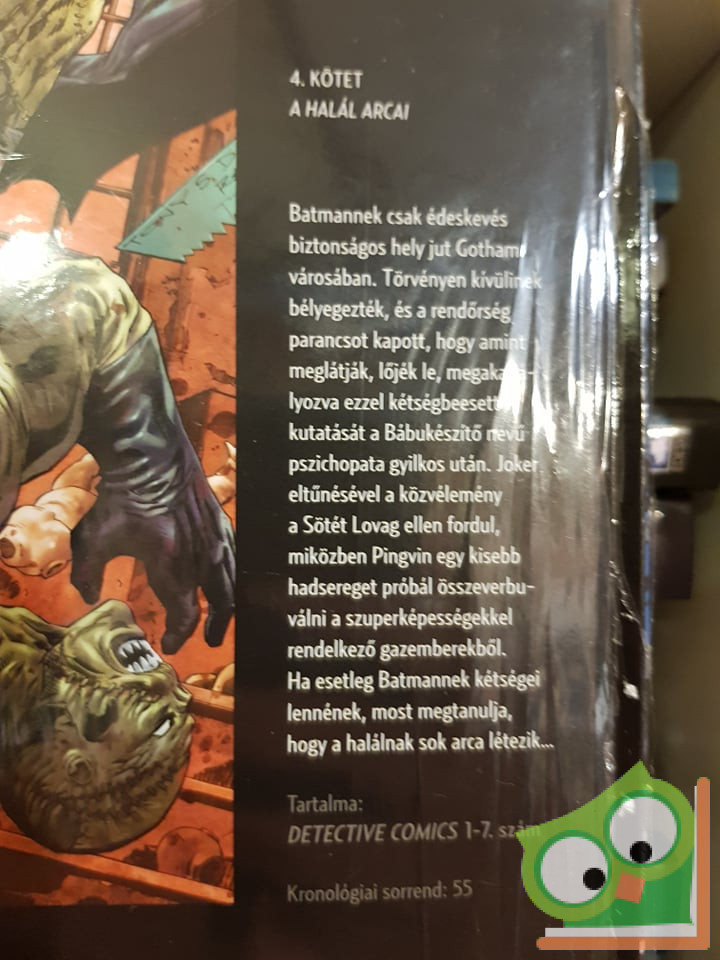 4. KÖTET
A HALÁL ARCAI
Batmannek csak édeskevés
biztonságos hely jut Gotham
városában. Törvényen kívülinek
bélyegezték, és a rendőrség
parancsot kapott, hogy amint
meglátják, lőjék le, megaka
lyozva ezzel kétségbeesett
kutatását a Bábukészítő nevű
pszichopata gyilkos után. Joker
eltűnésével a közvélemény
a Sötét Lovag ellen fordul,
miközben Pingvin egy kisebb
hadsereget próbál összeverbu-
válni a szuperképességekkel
rendelkező gazemberekből.
Ha esetleg Batmannek kétségei
lennének, most megtanulja,
hogy a halálnak sok arca létezik...
Tartalma:
DETECTIVE COMICS 1-7. szám
Kronológiai sorrend: 55